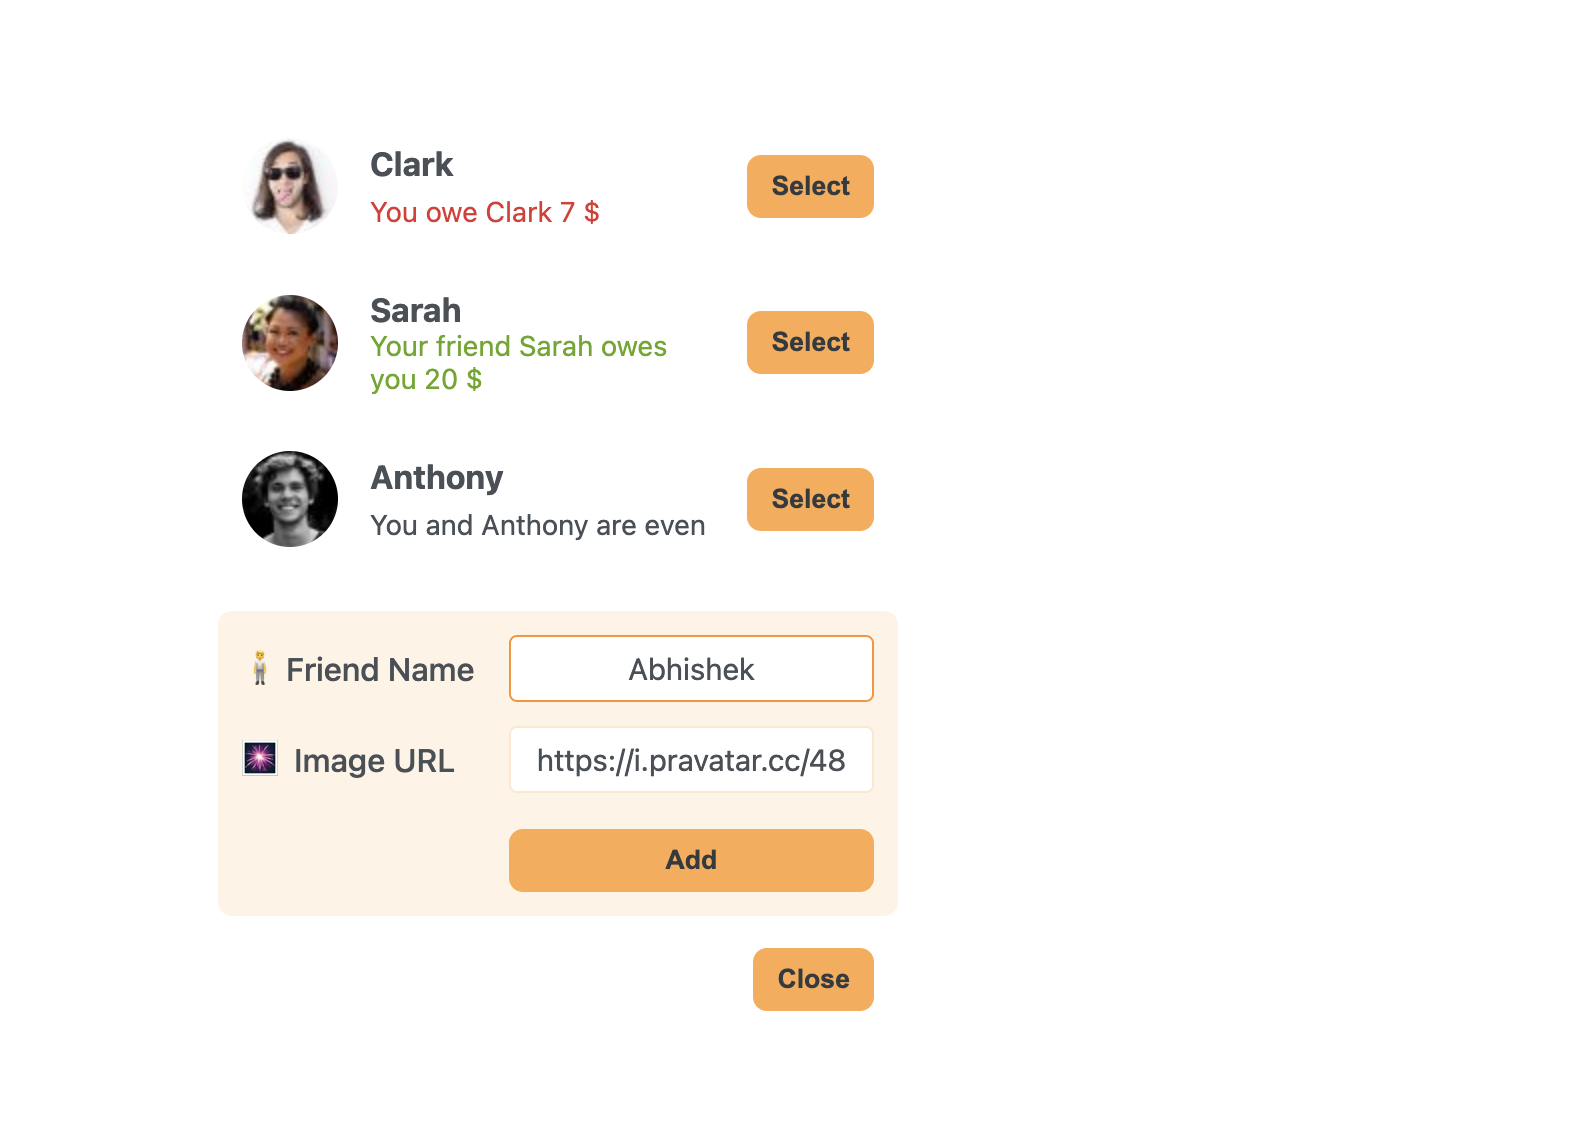 Clark
You owe Clark 7 $
Select
Sarah
Your friend Sarah owes
you 20 $
Select
Anthony
You and Anthony are even
Select
Friend Name
Abhishek
Image URL
https://i.pravatar.cc/48
Add
Close